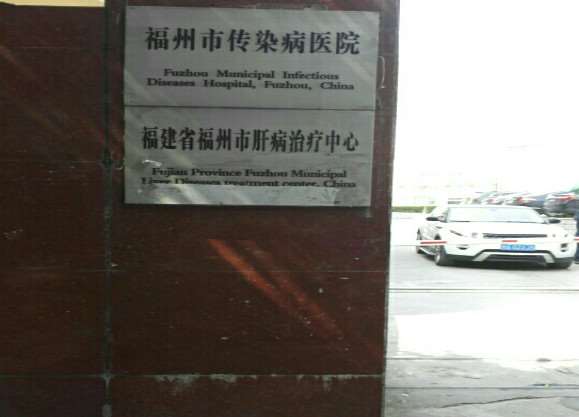 福州市传染病医院
Fuzhou Municipal Infectious
Diseases Hospital, Fuzhou, China
福建省福州市肝病治疗中心
Fujian Province Fuzhou Municipal
Liver Diseases treatment center, China